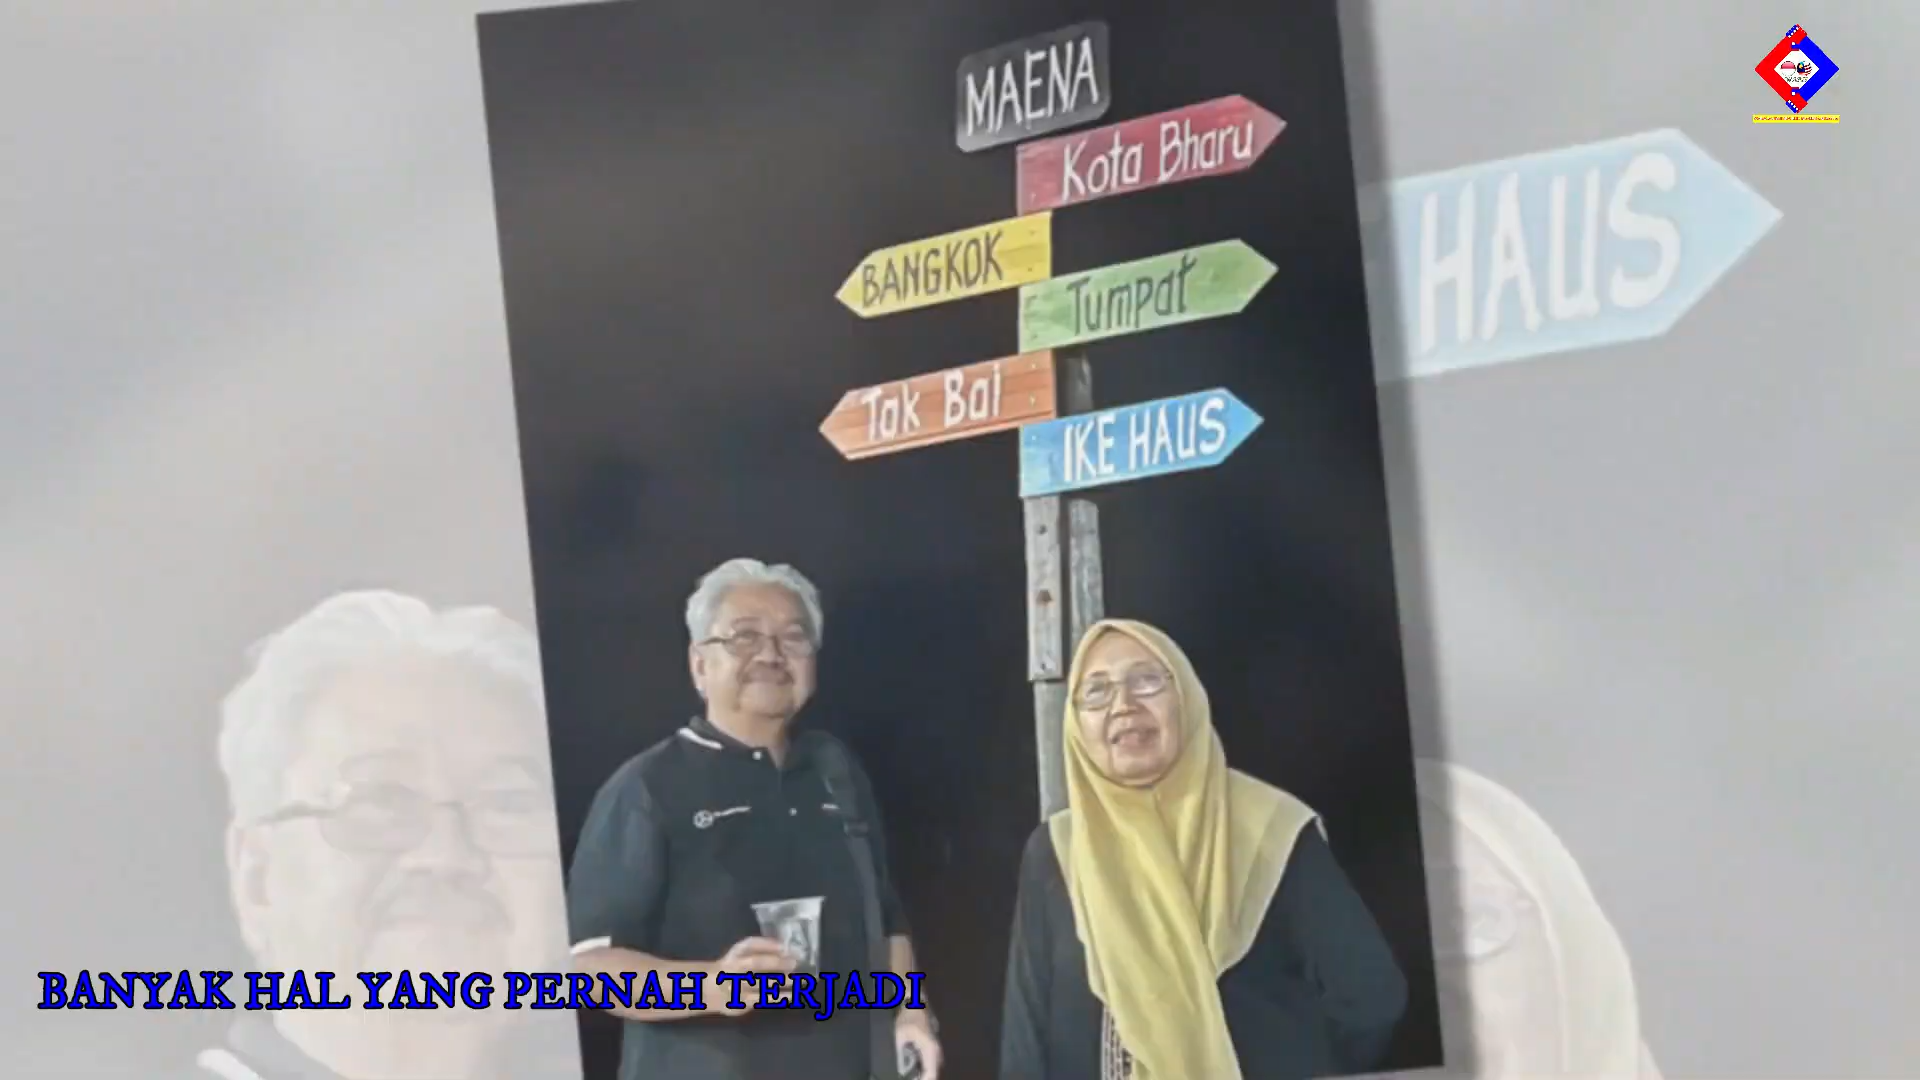 MAENA
Kota Bharu
BANGKOK
Tumpat
Tak Bai
IKE HAUS
HAUS
BANYAK HAL YANG PERNAH TERJADI